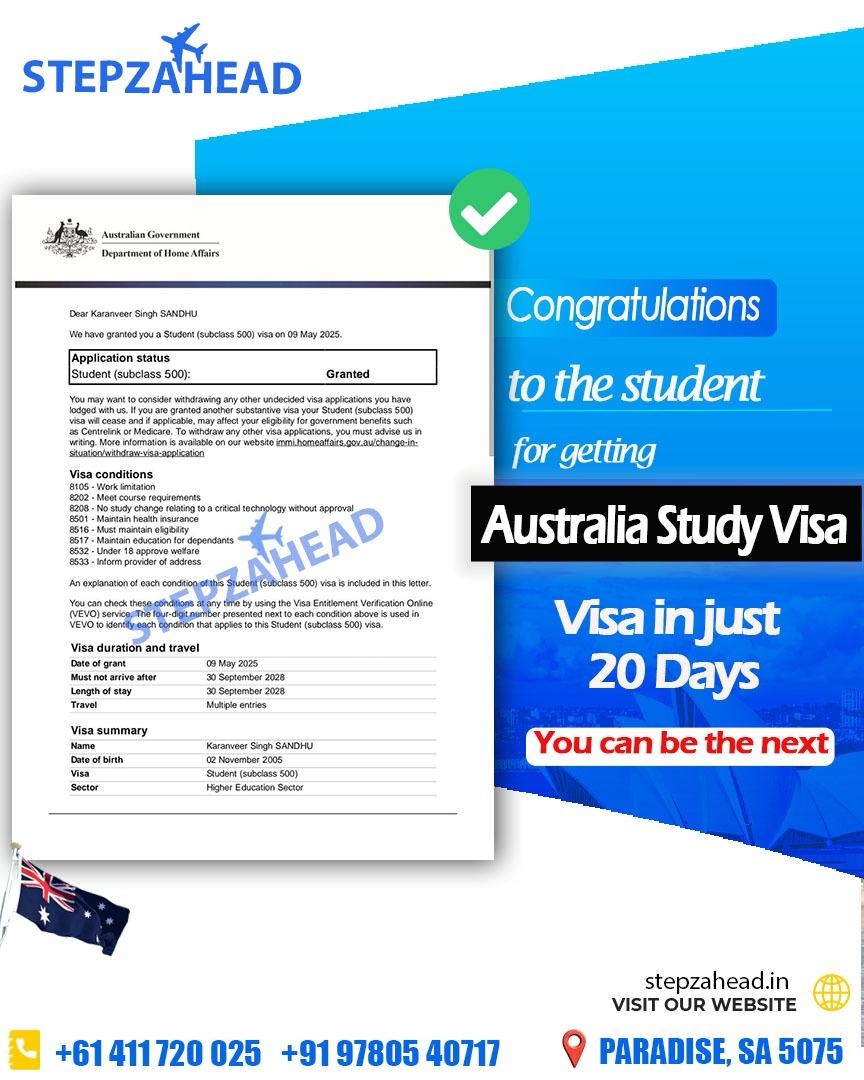 STEPZAHEAD
Australian Government
Department of Home Affairs
Dear Karanveer Singh SANDHU
We have granted you a Student (subclass 500) visa on 09 May 2025.
Application status
Student (subclass 500): Granted
You may want to consider withdrawing any other undecided visa applications you have
lodged with us. If you are granted another substantive visa your Student (subclass 500)
visa will cease and if applicable, may affect your eligibility for government benefits such
as Centrelink or Medicare. To withdraw any other visa applications, you must advise us in
writing. More information is available on our website immi.homeaffairs.gov.au/change-in-
situation/withdraw-visa-application
Visa conditions
8105 - Work limitation
8202 - Meet course requirements
8208 - No study change relating to a critical technology without approval
8501 - Maintain health insurance
8516 - Must maintain eligibility
8517 - Maintain education for dependants
8532 - Under 18 approve welfare
8533 - Inform provider of address
STEPZAHEAD
An explanation of each condition of this Student (subclass 500) visa is included in this letter.
You can check these conditions at any time by using the Visa Entitlement Verification Online
(VEVO) service. The four-digit number presented next to each condition above is used in
VEVO to identify each condition that applies to this Student (subclass 500) visa.
Visa duration and travel
Date of grant 09 May 2025
Must not arrive after 30 September 2028
Length of stay 30 September 2028
Travel Multiple entries
Visa summary
Name Karanveer Singh SANDHU
Date of birth 02 November 2005
Visa Student (subclass 500)
Sector Higher Education Sector
Congratulations
to the student
for getting
Australia Study Visa
Visa in just
20 Days
You can be the next
stepzahead.in
VISIT OUR WEBSITE
+61 411 720 025 +91 97805 40717
PARADISE, SA 5075